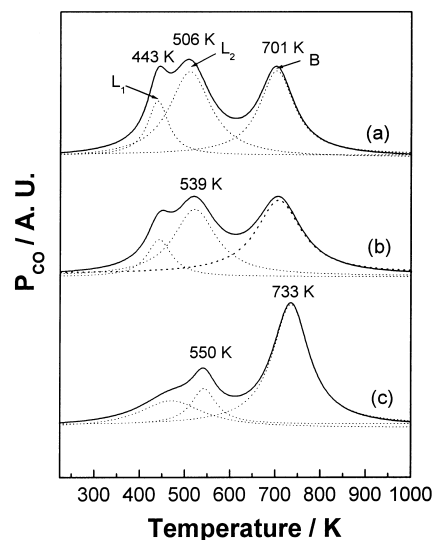 443 K
506 K
701 K
L1
L2
B
(a)
539 K
(b)
733 K
550 K
(c)
PCO / A. U.
300 400 500 600 700 800 900 1000
Temperature / K